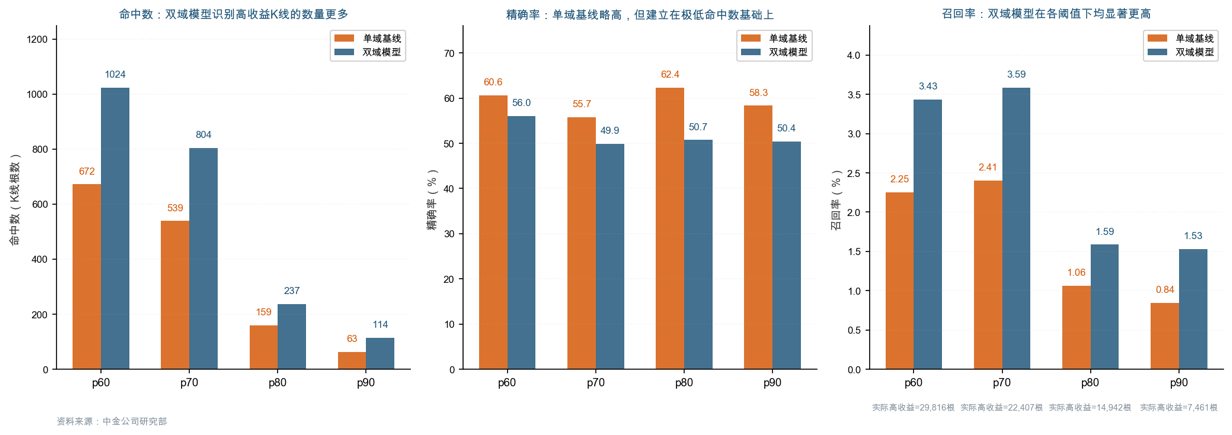 命中数：双域模型识别高收益K线的数量更多
1200
1000
800
600
400
200
0
命中数（K线根数）
单域基线
双域模型
672
1024
539
804
159
237
63
114
p60
p70
p80
p90
资料来源：中金公司研究部
精确率：单域基线略高，但建立在极低命中数基础上
70
60
50
40
30
20
10
0
精确率（%）
单域基线
双域模型
60.6
56.0
55.7
49.9
62.4
50.7
58.3
50.4
p60
p70
p80
p90
召回率：双域模型在各阈值下均显著更高
4.0
3.5
3.0
2.5
2.0
1.5
1.0
0.5
0.0
召回率（%）
单域基线
双域模型
2.25
3.43
2.41
3.59
1.06
1.59
0.84
1.53
p60
p70
p80
p90
实际高收益=29,816根
实际高收益=22,407根
实际高收益=14,942根
实际高收益=7,461根